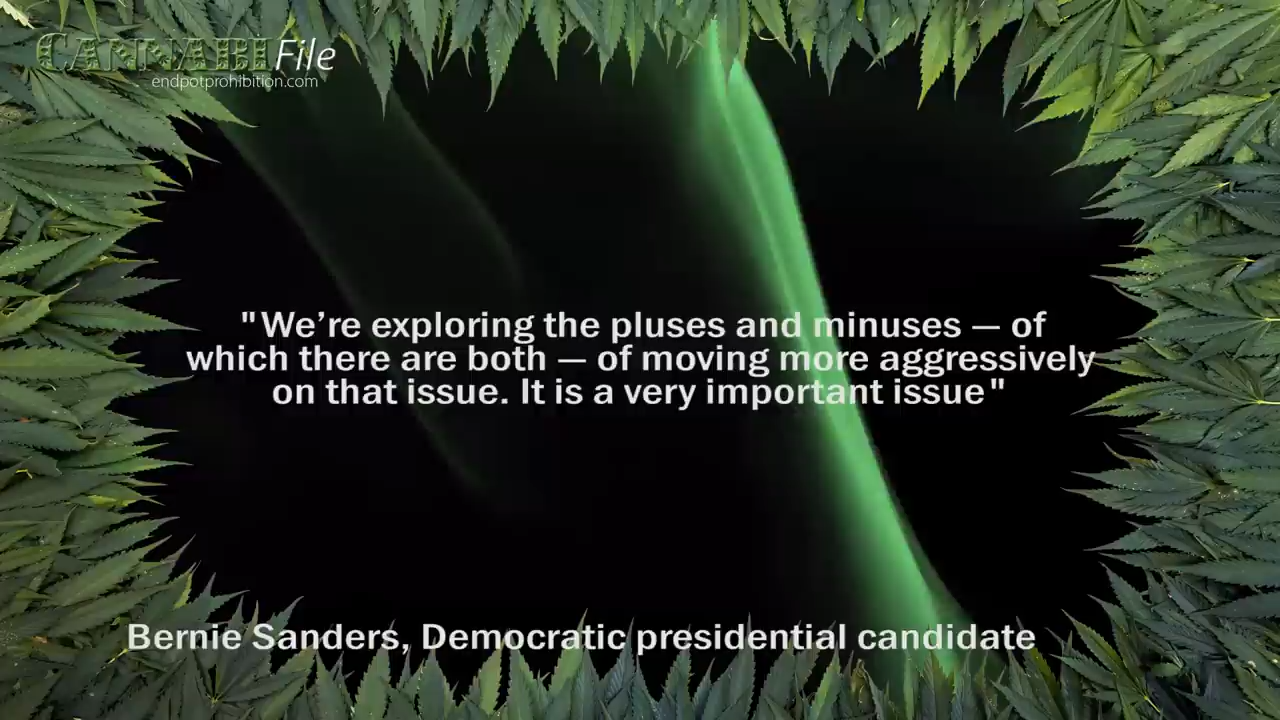 CANNABIFile
endpotprohibition.com
"We’re exploring the pluses and minuses — of
which there are both — of moving more aggressively
on that issue. It is a very important issue"
Bernie Sanders, Democratic presidential candidate